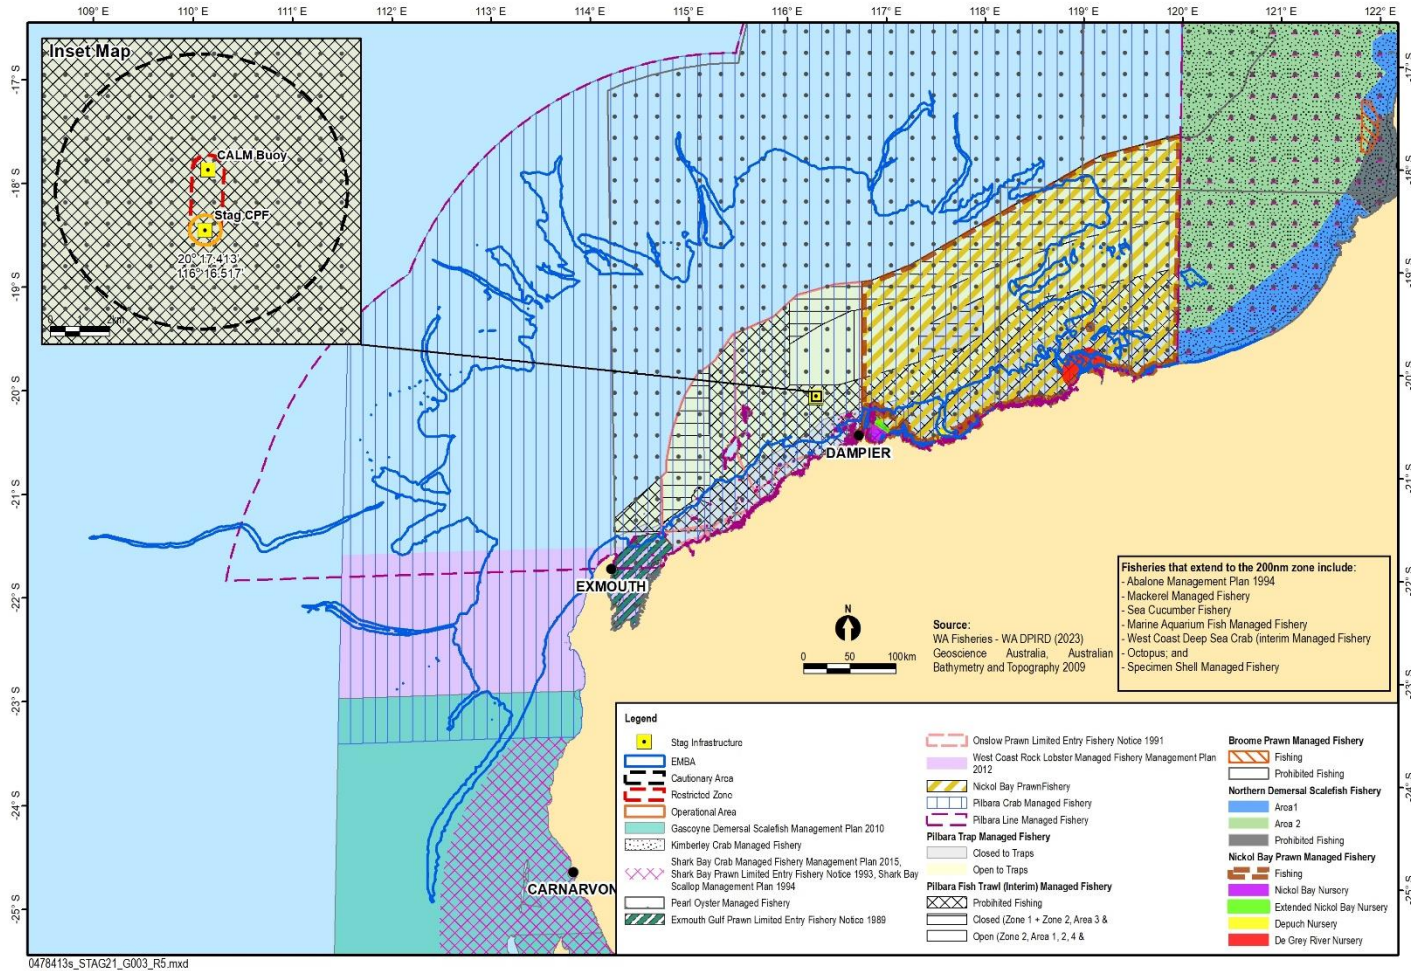 109° E 110° E 111° E 112° E 113° E 114° E 115° E 116° E 117° E 118° E 119° E 120° E 121° E 122° E
Inset Map
CALM Buoy
Stag CPF
20° 17.413'
116° 16.517'
-17° S
-18° S
-19° S
-20° S
-21° S
-22° S
-23° S
-24° S
-25° S
-17° S
-18° S
-19° S
-20° S
-21° S
-22° S
-23° S
-24° S
-25° S
DAMPIER
EXMOUTH
CARNARVON
N
0 50 100km
Source:
WA Fisheries - WA DPIRD (2023)
Geoscience Australia, Australian
Bathymetry and Topography 2009
Fisheries that extend to the 200nm zone include:
- Abalone Management Plan 1994
- Mackerel Managed Fishery
- Sea Cucumber Fishery
- Marine Aquarium Fish Managed Fishery
- West Coast Deep Sea Crab (interim Managed Fishery
- Octopus; and
- Specimen Shell Managed Fishery
Legend
Stag Infrastructure
EMBA
Cautionary Area
Restricted Zone
Operational Area
Gascoyne Demersal Scalefish Management Plan 2010
Kimberley Crab Managed Fishery
Shark Bay Crab Managed Fishery Management Plan 2015,
Shark Bay Prawn Limited Entry Fishery Notice 1993, Shark Bay
Scallop Management Plan 1994
Pearl Oyster Managed Fishery
Exmouth Gulf Prawn Limited Entry Fishery Notice 1989
Onslow Prawn Limited Entry Fishery Notice 1991
West Coast Rock Lobster Managed Fishery Management Plan
2012
Nickol Bay PrawnFishery
Pilbara Crab Managed Fishery
Pilbara Line Managed Fishery
Pilbara Trap Managed Fishery
Closed to Traps
Open to Traps
Pilbara Fish Trawl (Interim) Managed Fishery
Probihited Fishing
Closed (Zone 1 + Zone 2, Area 3 &
Open (Zone 2, Area 1, 2, 4 &
Broome Prawn Managed Fishery
Fishing
Prohibited Fishing
Northern Demersal Scalefish Fishery
Area1
Area 2
Prohibited Fishing
Nickol Bay Prawn Managed Fishery
Fishing
Nickol Bay Nursery
Extended Nickol Bay Nursery
Depuch Nursery
De Grey River Nursery
0478413s_STAG21_G003_R5.mxd